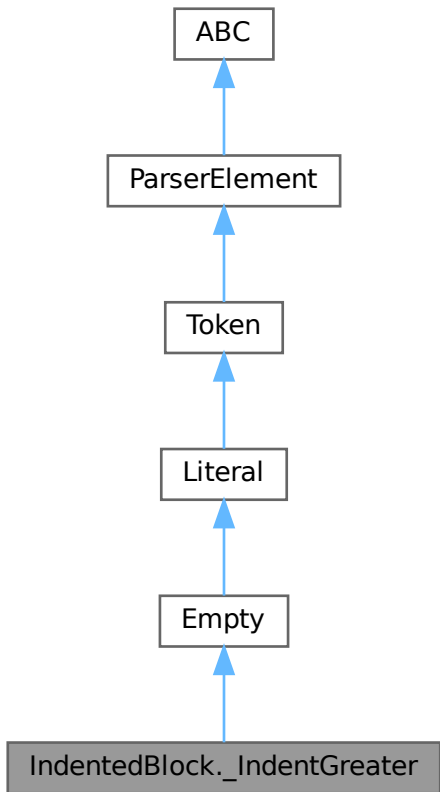 ABC
ParserElement
Token
Literal
Empty
IndentedBlock._IndentGreater